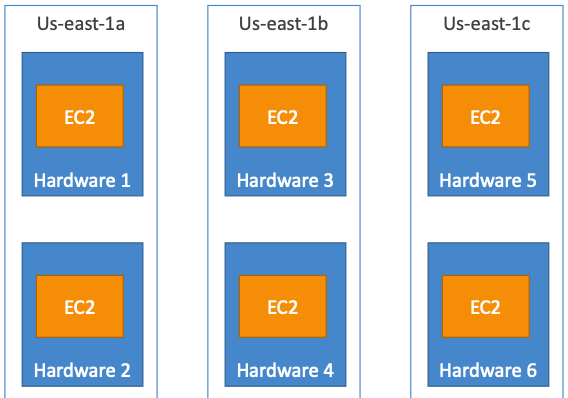 Us-east-1a
Us-east-1b
Us-east-1c
EC2
EC2
EC2
Hardware 1
Hardware 3
Hardware 5
EC2
EC2
EC2
Hardware 2
Hardware 4
Hardware 6